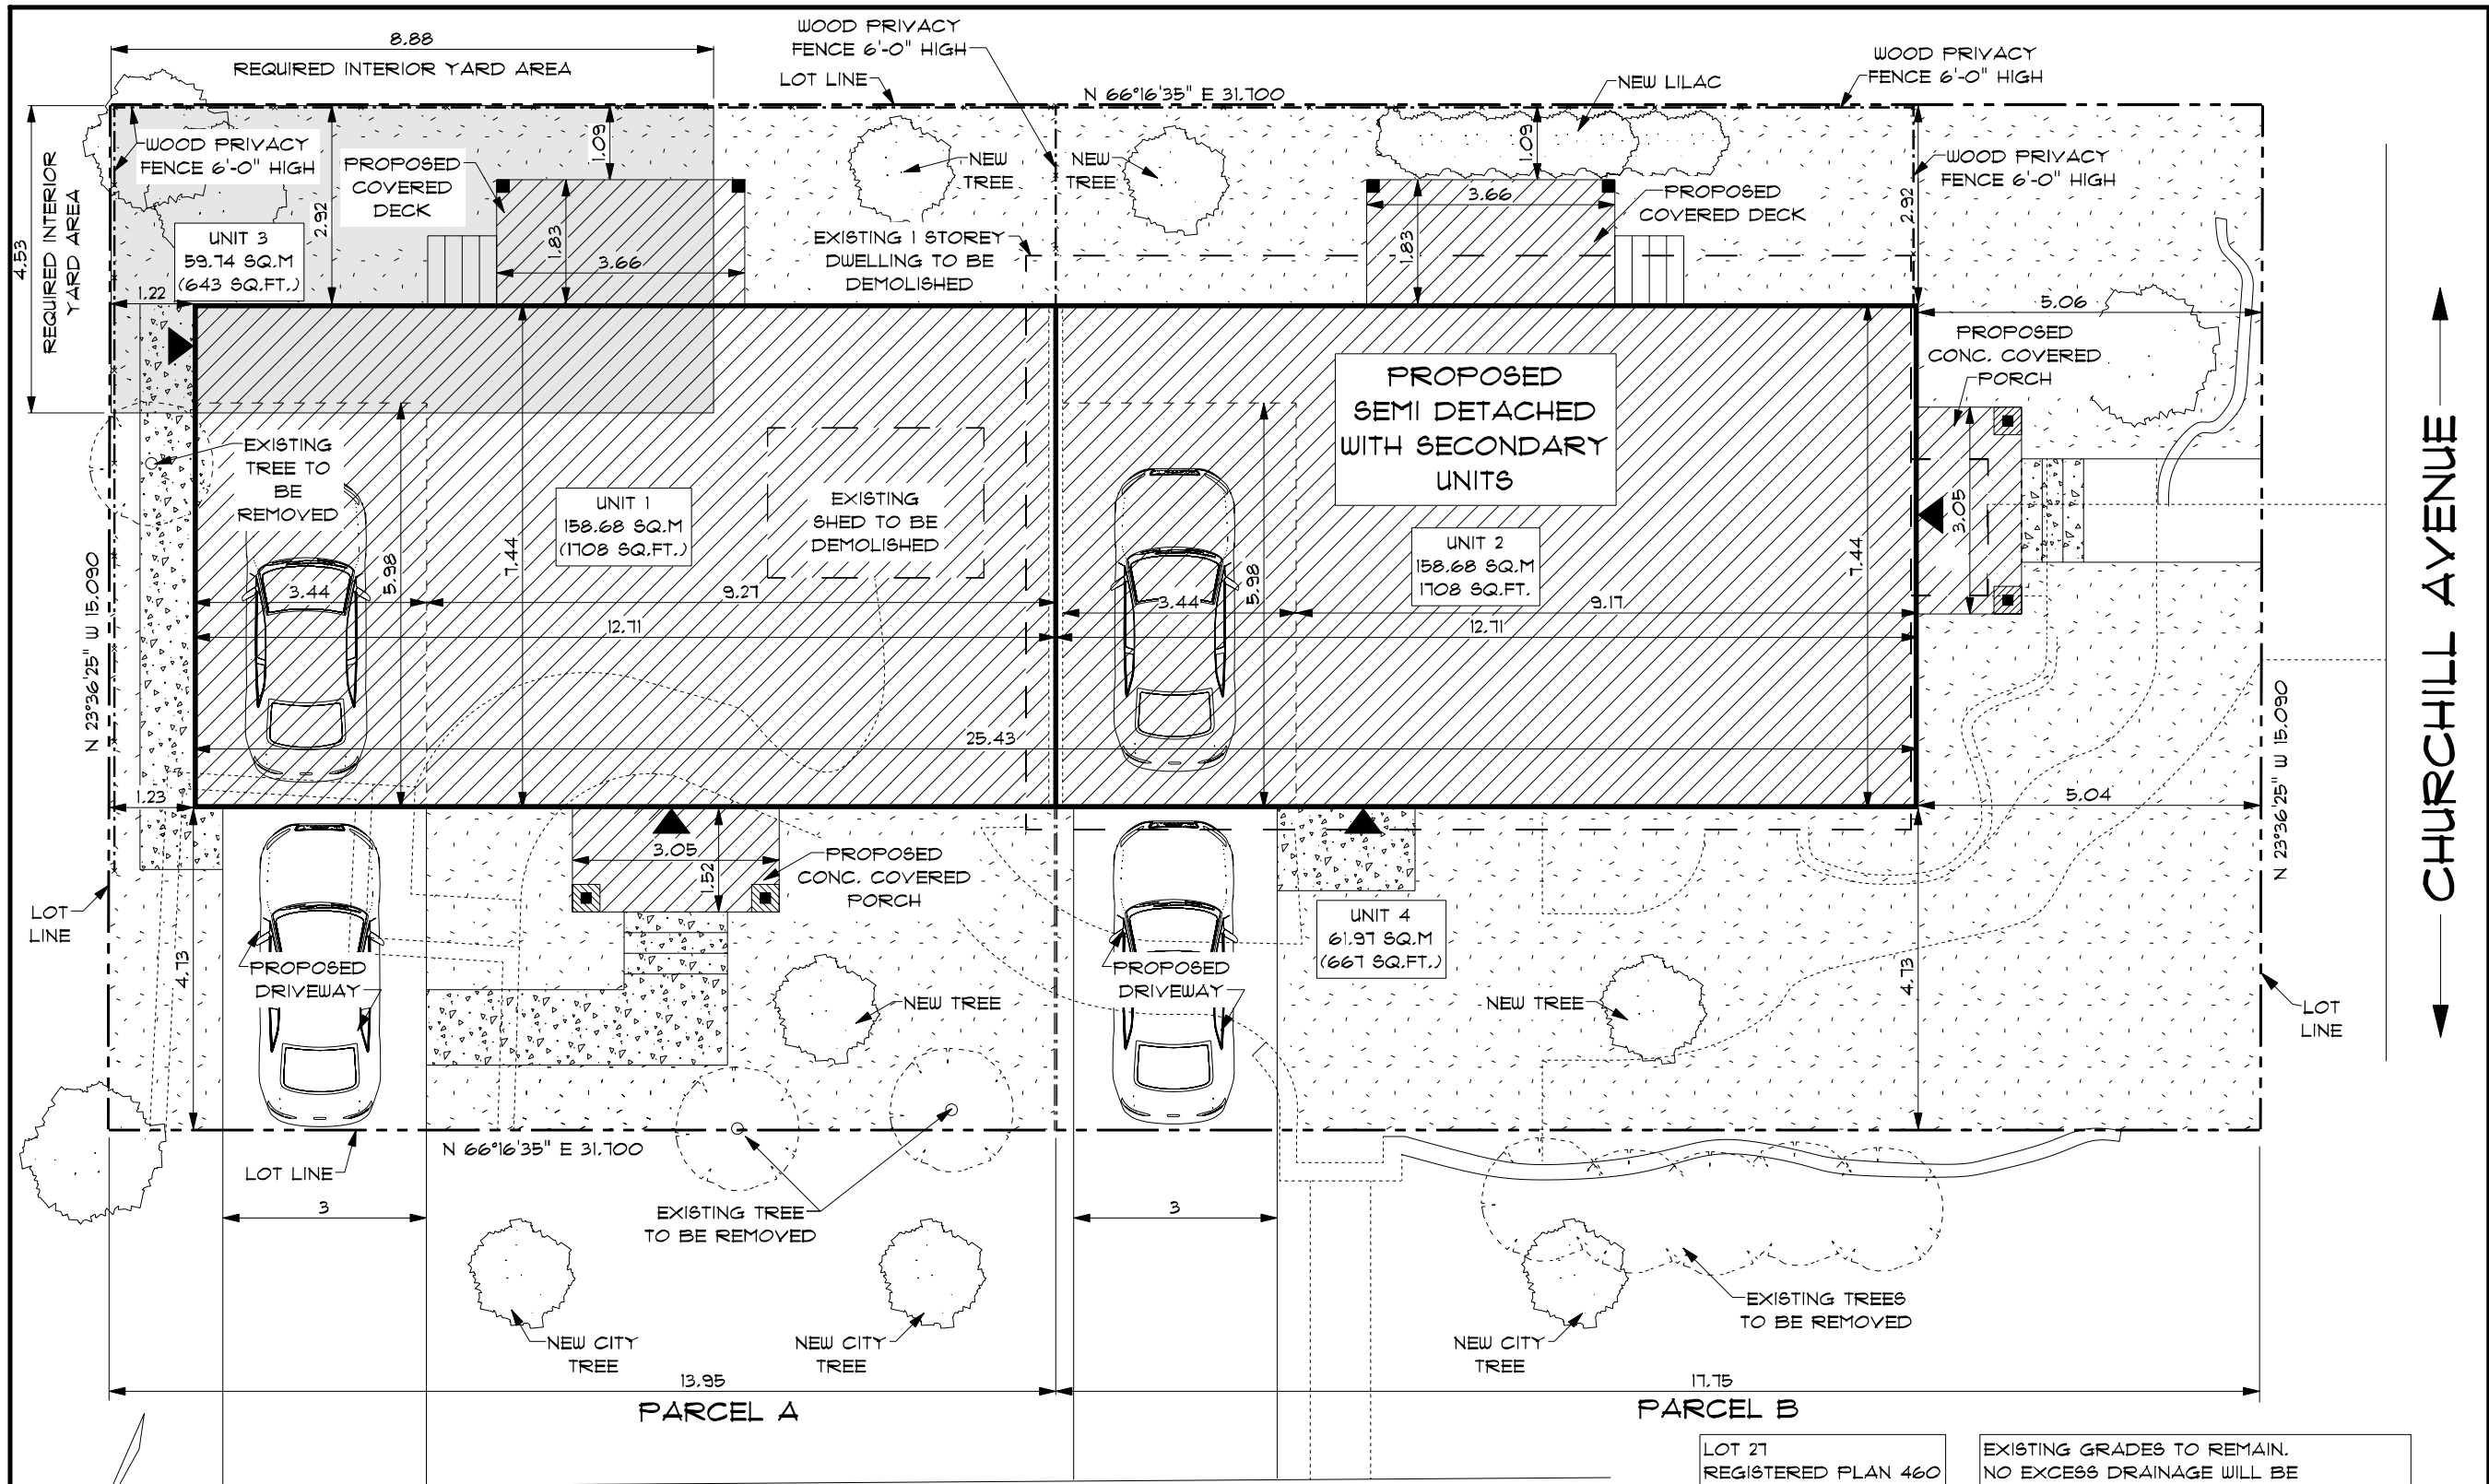 8.88
REQUIRED INTERIOR YARD AREA
WOOD PRIVACY
FENCE 6'-0" HIGH
LOT LINE
N 66°16'35" E 31.700
NEW LILAC
WOOD PRIVACY
FENCE 6'-0" HIGH
4.53
REQUIRED INTERIOR
YARD AREA
WOOD PRIVACY
FENCE 6'-0" HIGH
2.92
PROPOSED
COVERED
DECK
1.09
1.83
3.66
UNIT 3
59.74 SQ.M
(643 SQ.FT.)
1.22
NEW
TREE
NEW
TREE
EXISTING 1 STOREY
DWELLING TO BE
DEMOLISHED
1.09
3.66
1.83
PROPOSED
COVERED DECK
2.92
WOOD PRIVACY
FENCE 6'-0" HIGH
5.06
PROPOSED
CONC. COVERED
PORCH
3.05
EXISTING
TREE TO
BE
REMOVED
UNIT 1
158.68 SQ.M
(1708 SQ.FT.)
EXISTING
SHED TO BE
DEMOLISHED
PROPOSED
SEMI DETACHED
WITH SECONDARY
UNITS
UNIT 2
158.68 SQ.M
1708 SQ.FT.
N 23°36'25" W 15.090
3.44
5.98
7.44
9.27
12.71
3.44
5.98
9.17
12.71
7.44
25.43
1.23
5.04
N 23°36'25" W 15.090
CHURCHILL AVENUE
3.05
1.52
PROPOSED
CONC. COVERED
PORCH
LOT
LINE
4.73
PROPOSED
DRIVEWAY
NEW TREE
PROPOSED
DRIVEWAY
UNIT 4
61.97 SQ.M
(667 SQ.FT.)
NEW TREE
4.73
LOT
LINE
N 66°16'35" E 31.700
LOT LINE
3
EXISTING TREE
TO BE REMOVED
3
NEW CITY
TREE
NEW CITY
TREE
NEW CITY
TREE
EXISTING TREES
TO BE REMOVED
13.95
PARCEL A
17.75
PARCEL B
LOT 27
REGISTERED PLAN 460
EXISTING GRADES TO REMAIN.
NO EXCESS DRAINAGE WILL BE